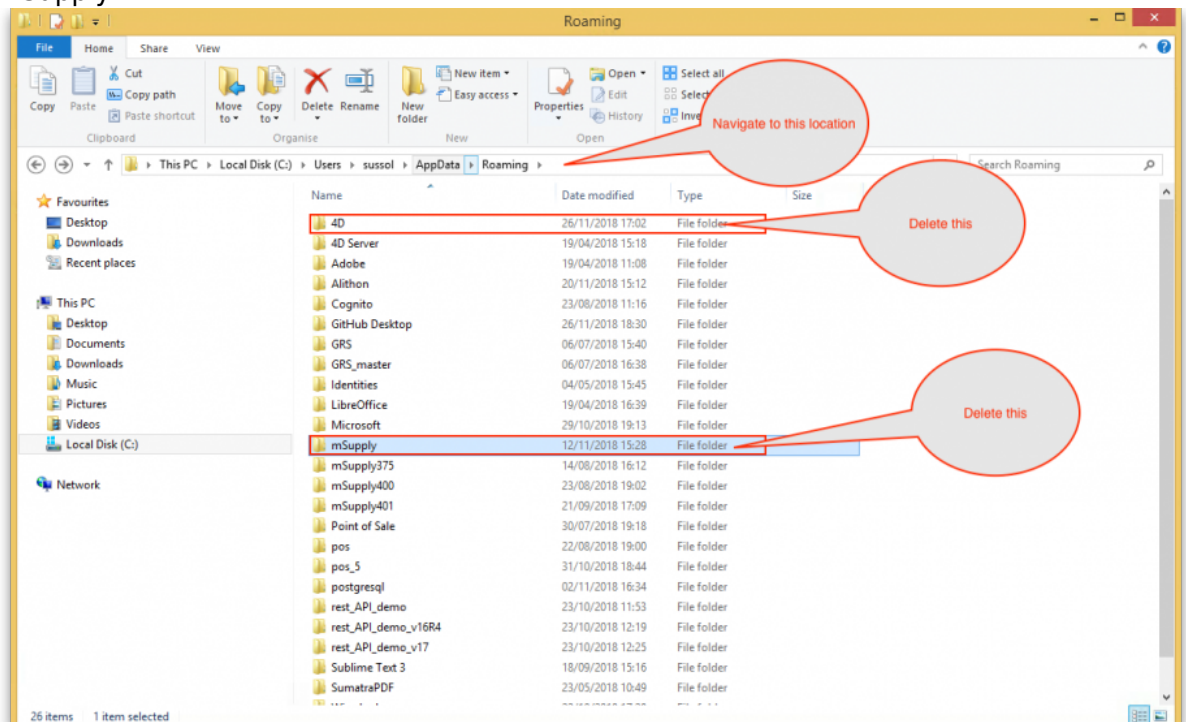 Roaming
File Home Share View
Copy
Paste
Cut
Copy path
Paste shortcut
Clipboard
Move to
Copy to
Delete
Rename
Organise
New folder
New item
Easy access
New
Properties
Open
Edit
History
Open
Select all
Navigate to this location
This PC Local Disk (C:) Users sussol AppData Roaming
Search Roaming
Favourites
Desktop
Downloads
Recent places
This PC
Desktop
Documents
Downloads
Music
Pictures
Videos
Local Disk (C:)
Network
Name Date modified Type Size
4D 26/11/2018 17:02 File folder
Delete this
4D Server 19/04/2018 15:18 File folder
Adobe 19/04/2018 11:08 File folder
Alithon 20/11/2018 15:12 File folder
Cognito 23/08/2018 11:16 File folder
GitHub Desktop 26/11/2018 18:30 File folder
GRS 06/07/2018 15:40 File folder
GRS_master 06/07/2018 16:38 File folder
Identities 04/05/2018 15:45 File folder
LibreOffice 19/04/2018 16:39 File folder
Microsoft 29/10/2018 19:13 File folder
Delete this
mSupply 12/11/2018 15:28 File folder
mSupply375 14/08/2018 16:12 File folder
mSupply400 23/08/2018 19:02 File folder
mSupply401 21/09/2018 17:09 File folder
Point of Sale 30/07/2018 19:18 File folder
pos 22/08/2018 19:00 File folder
pos_5 31/10/2018 18:44 File folder
postgresql 02/11/2018 16:34 File folder
rest_API_demo 23/10/2018 11:53 File folder
rest_API_demo_v16R4 23/10/2018 12:19 File folder
rest_API_demo_v17 23/10/2018 12:25 File folder
Sublime Text 3 18/09/2018 15:16 File folder
SumatraPDF 23/05/2018 10:49 File folder
26 items 1 item selected